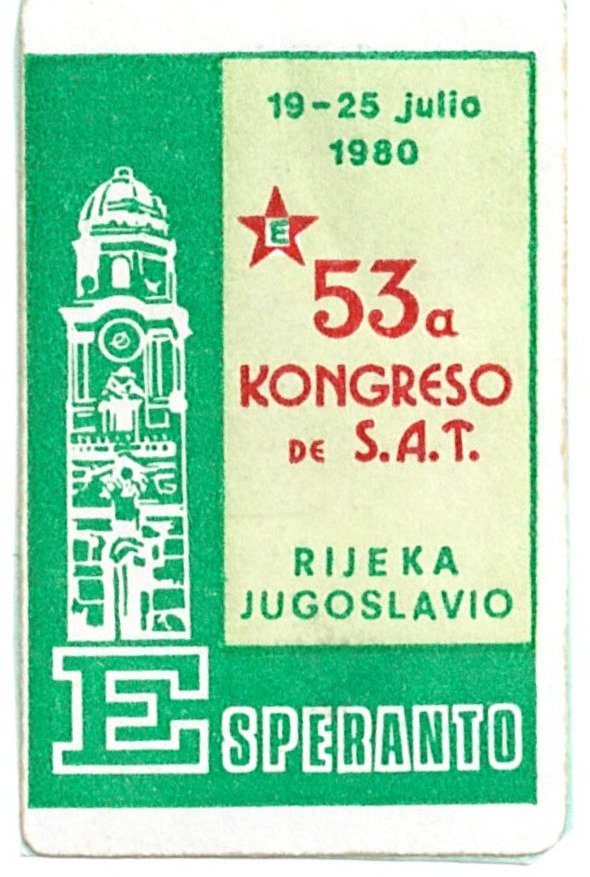 19-25 julio
1980
E
53a
KONGRESO
DE S.A.T.
RIJEKA
JUGOSLAVIO
ESPERANTO